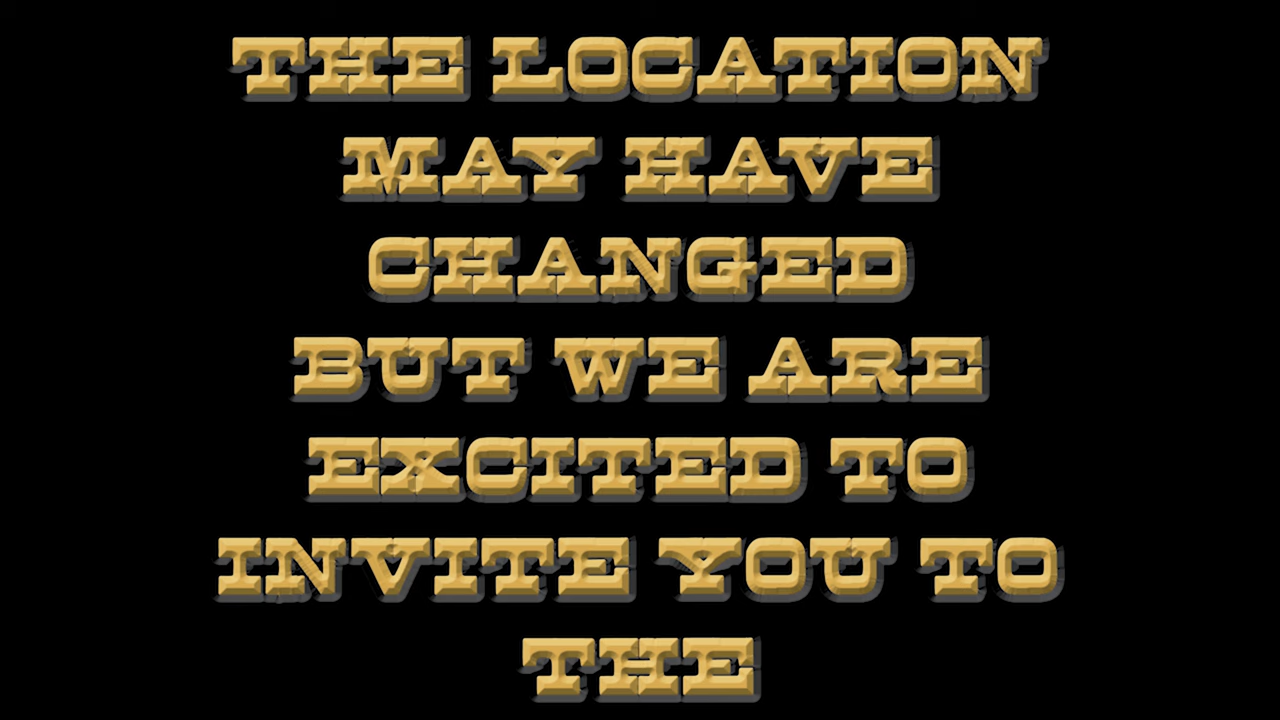 THE LOCATION
MAY HAVE
CHANGED
BUT WE ARE
EXCITED TO
INVITE YOU TO
THE